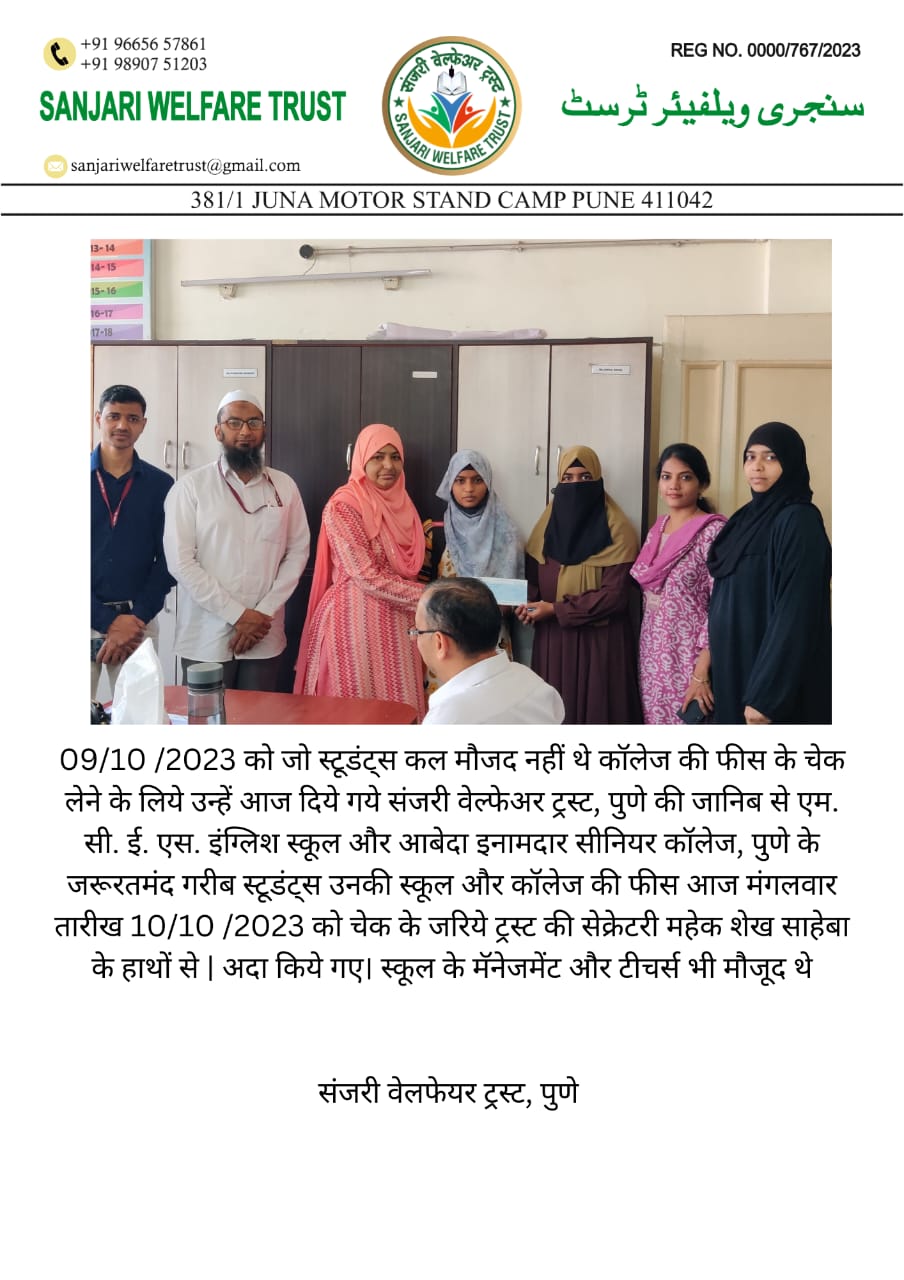 +91 96656 57861
+91 98907 51203
REG NO. 0000/767/2023
SANJARI WELFARE TRUST
संजरी वेल्फेअर ट्रस्ट
SANJARI WELFARE TRUST
سنجری ویلفیئر ٹرسٹ
sanjariwelfaretrust@gmail.com
381/1 JUNA MOTOR STAND CAMP PUNE 411042
13-14
14-15
15-16
16-17
17-18
09/10 /2023 को जो स्टूडंट्स कल मौजद नहीं थे कॉलेज की फीस के चेक
लेने के लिये उन्हें आज दिये गये संजरी वेल्फेअर ट्रस्ट, पुणे की जानिब से एम.
सी. ई. एस. इंग्लिश स्कूल और आबेदा इनामदार सीनियर कॉलेज, पुणे के
जरूरतमंद गरीब स्टूडंट्स उनकी स्कूल और कॉलेज की फीस आज मंगलवार
तारीख 10/10 /2023 को चेक के जरिये ट्रस्ट की सेक्रेटरी महेक शेख साहेबा
के हाथों से | अदा किये गए। स्कूल के मॅनेजमेंट और टीचर्स भी मौजूद थे
संजरी वेलफेयर ट्रस्ट, पुणे